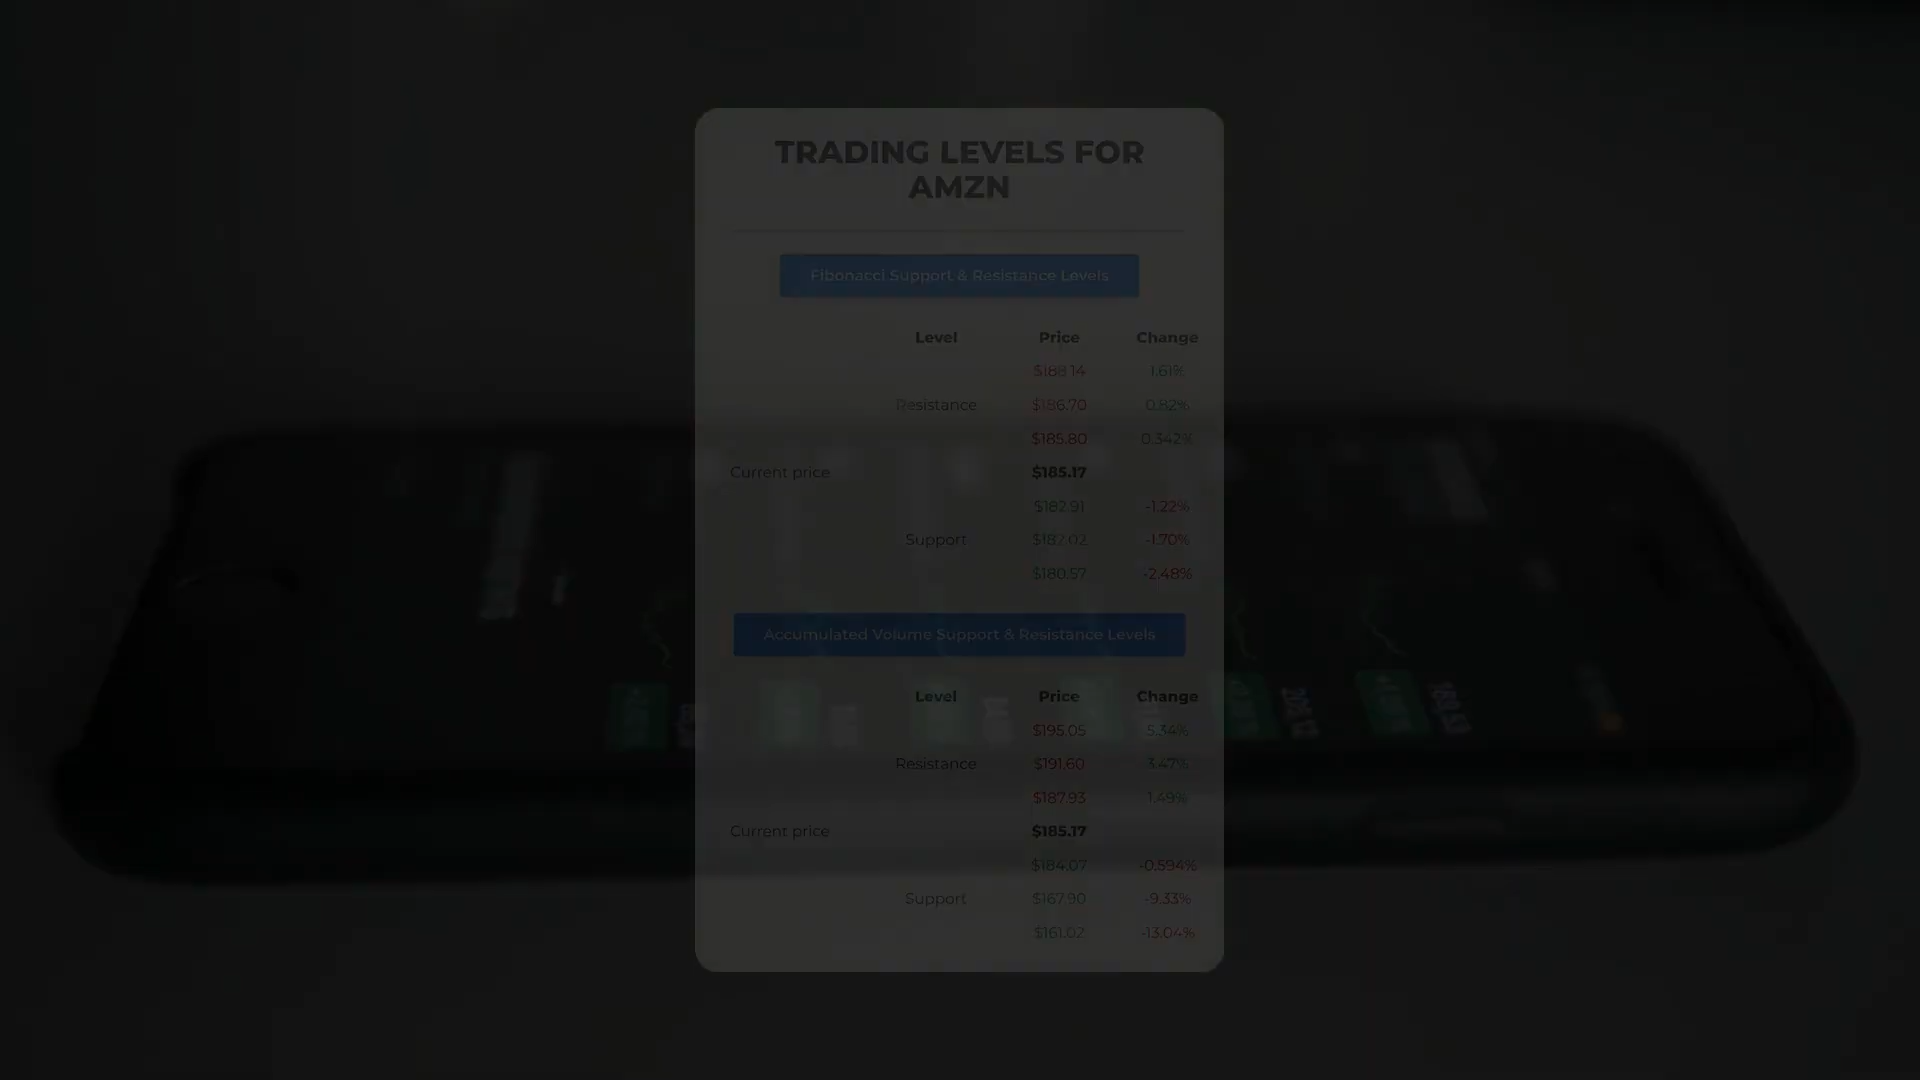 TRADING LEVELS FOR
AMZN
Fibonacci Support & Resistance Levels
Level Price Change
$188.14 1.61%
Resistance $186.70 0.82%
$185.80 0.342%
Current price $185.17
$182.91 -1.22%
Support $182.02 -1.70%
$180.57 -2.48%
Accumulated Volume Support & Resistance Levels
Level Price Change
$195.05 5.34%
Resistance $191.60 3.47%
$187.93 1.49%
Current price $185.17
$184.07 -0.594%
Support $167.90 -9.33%
$161.02 -13.04%